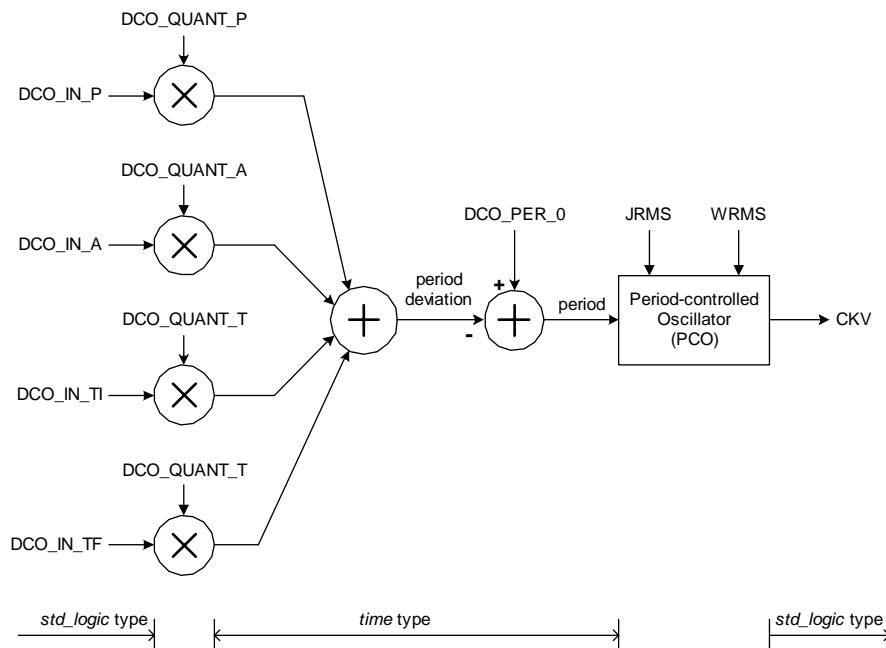 DCO_QUANT_P
DCO_IN_P
DCO_QUANT_A
DCO_IN_A
DCO_PER_0
JRMS
WRMS
period
deviation
+
-
period
Period-controlled
Oscillator
(PCO)
CKV
DCO_QUANT_T
DCO_IN_TI
DCO_QUANT_T
DCO_IN_TF
std_logic type
time type
std_logic type